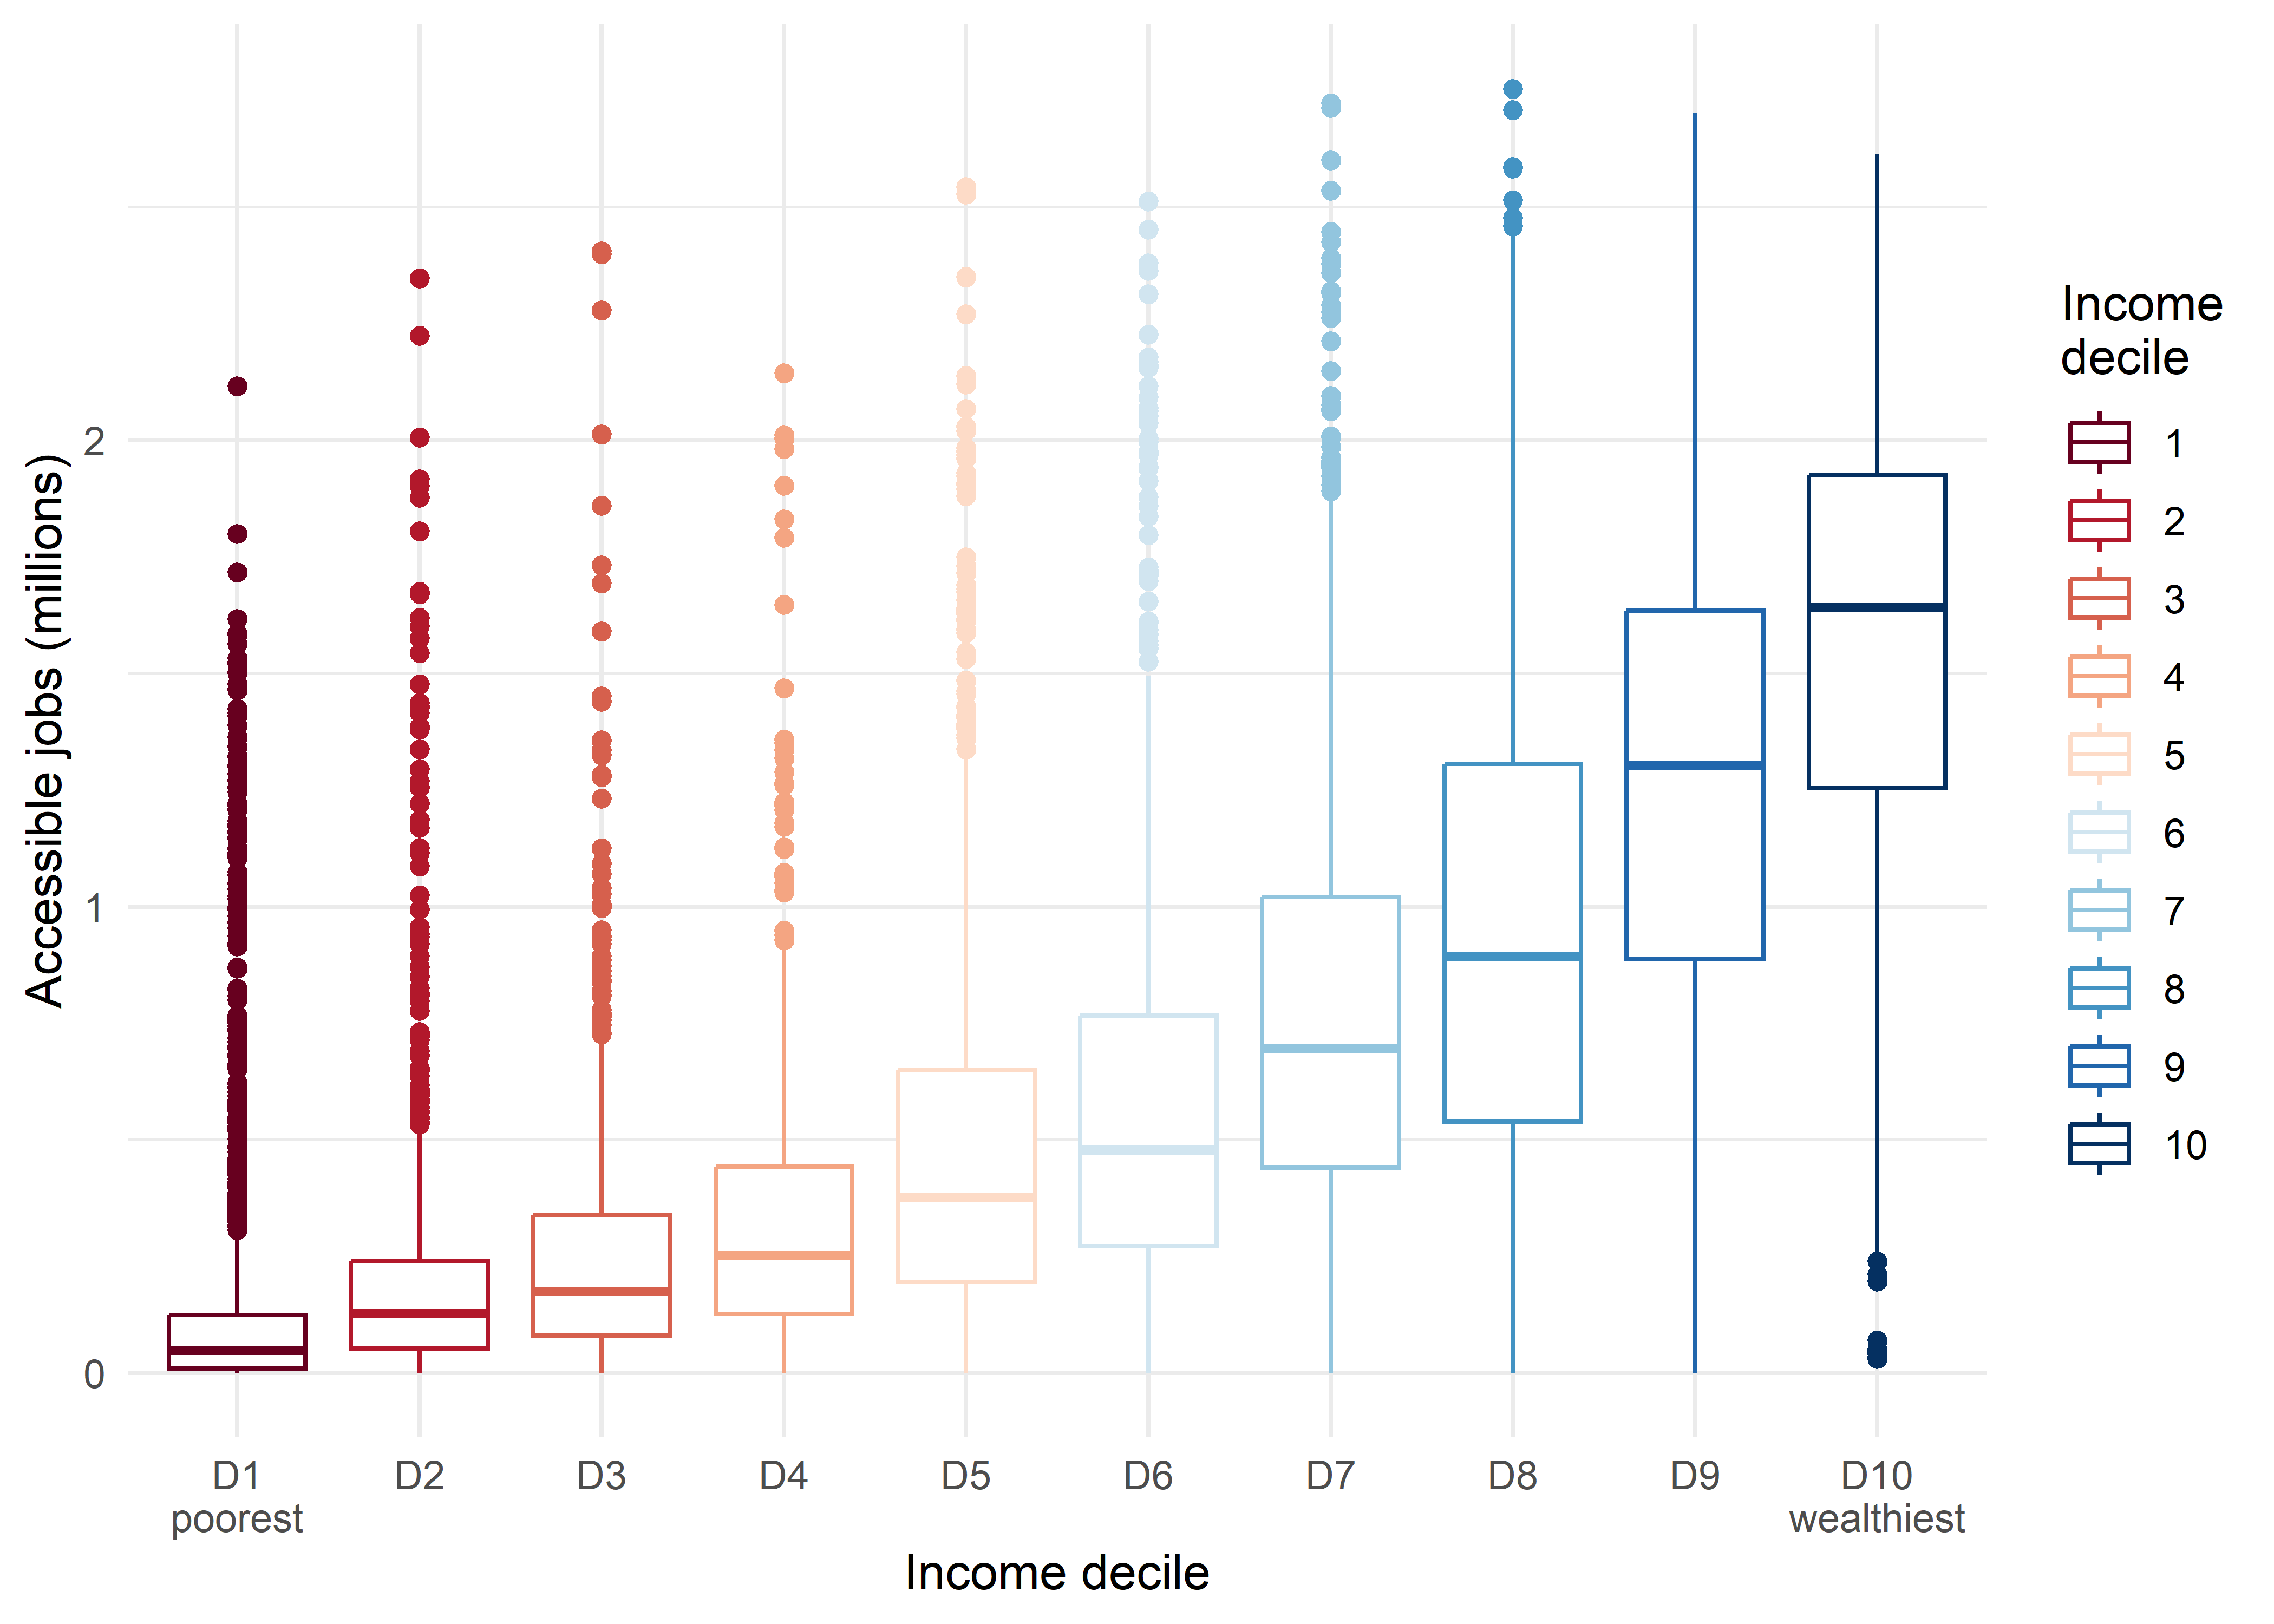 Accessible jobs (millions)
2
1
0
D1
poorest
D2
D3
D4
D5
D6
D7
D8
D9
D10
wealthiest
Income decile
Income
decile
1
2
3
4
5
6
7
8
9
10